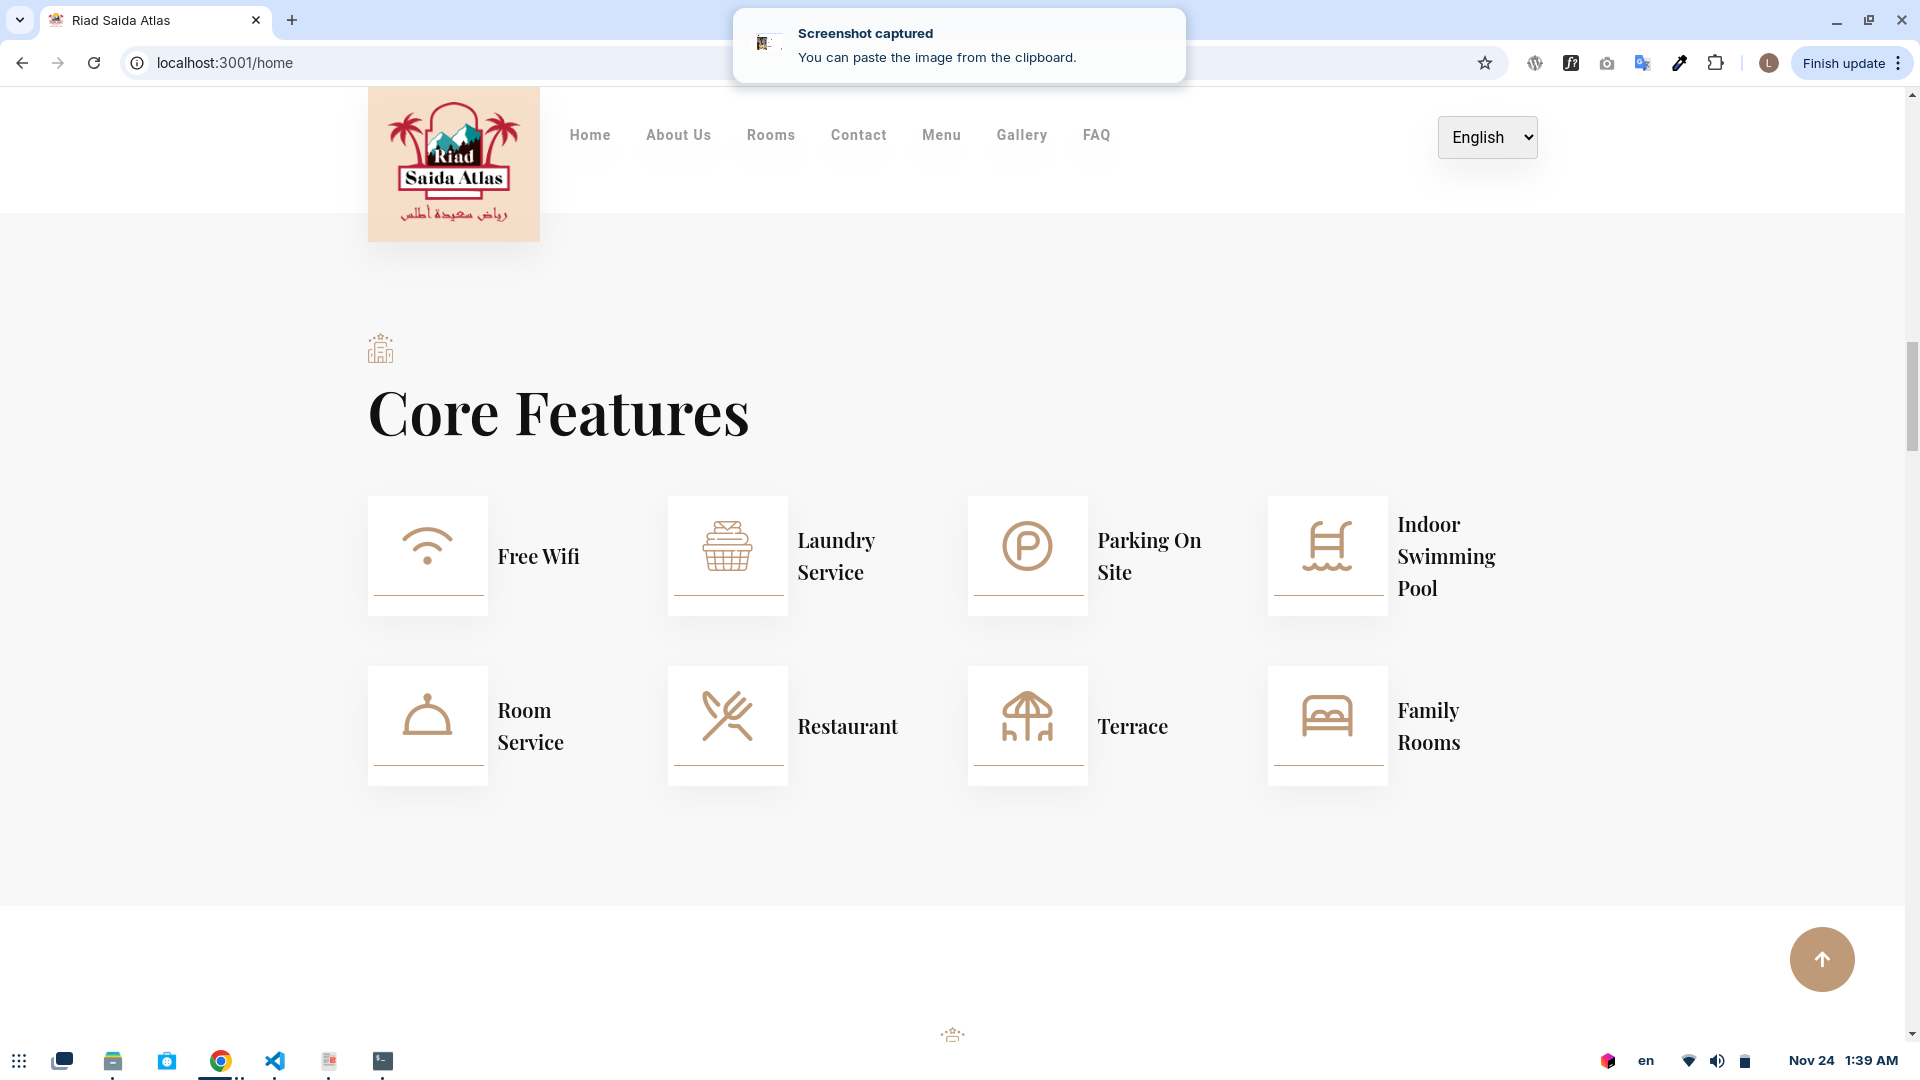 Riad Saida Atlas
Screenshot captured
You can paste the image from the clipboard.
localhost:3001/home
L
Finish update
Riad
Saida Atlas
رياض سعيدة أطلس
Home
About Us
Rooms
Contact
Menu
Gallery
FAQ
English
Core Features
Free Wifi
Laundry
Service
P
Parking On
Site
Indoor
Swimming
Pool
Room
Service
Restaurant
Terrace
Family
Rooms
en
Nov 24 1:39 AM